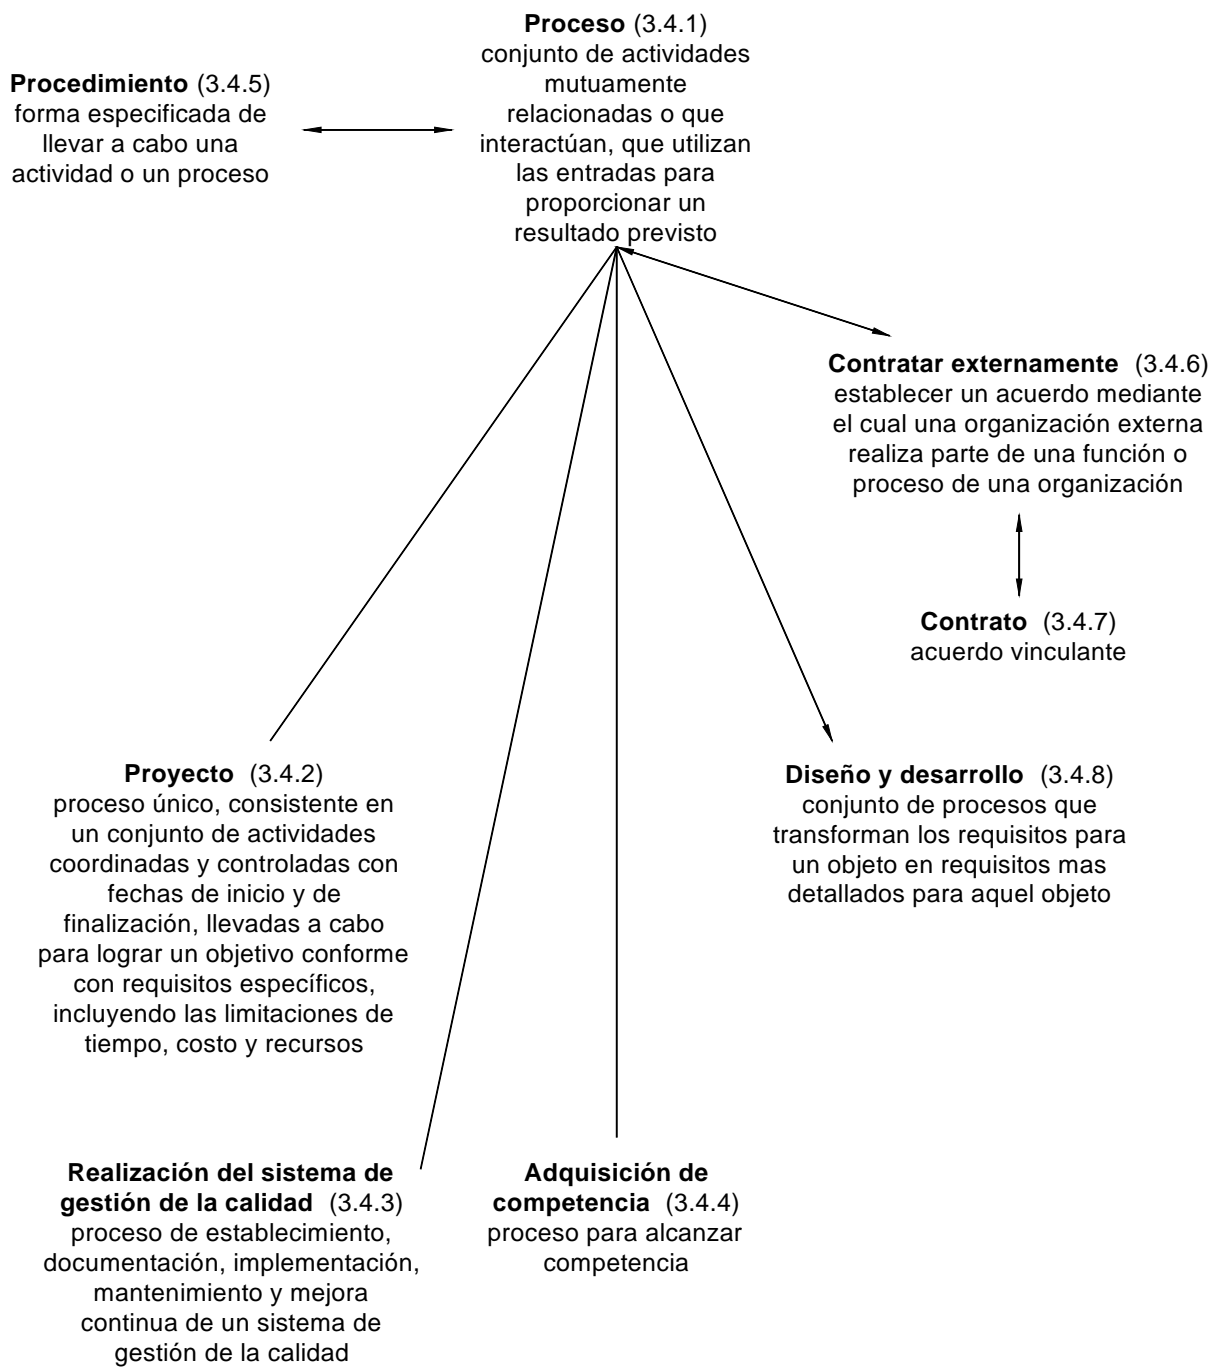 Proceso (3.4.1)
conjunto de actividades
mutuamente
relacionadas o que
interactúan, que utilizan
las entradas para
proporcionar un
resultado previsto
Procedimiento (3.4.5)
forma especificada de
llevar a cabo una
actividad o un proceso
Contratar externamente (3.4.6)
establecer un acuerdo mediante
el cual una organización externa
realiza parte de una función o
proceso de una organización
Contrato (3.4.7)
acuerdo vinculante
Proyecto (3.4.2)
proceso único, consistente en
un conjunto de actividades
coordinadas y controladas con
fechas de inicio y de
finalización, llevadas a cabo
para lograr un objetivo conforme
con requisitos específicos,
incluyendo las limitaciones de
tiempo, costo y recursos
Diseño y desarrollo (3.4.8)
conjunto de procesos que
transforman los requisitos para
un objeto en requisitos mas
detallados para aquel objeto
Realización del sistema de
gestión de la calidad (3.4.3)
proceso de establecimiento,
documentación, implementación,
mantenimiento y mejora
continua de un sistema de
gestión de la calidad
Adquisición de
competencia (3.4.4)
proceso para alcanzar
competencia